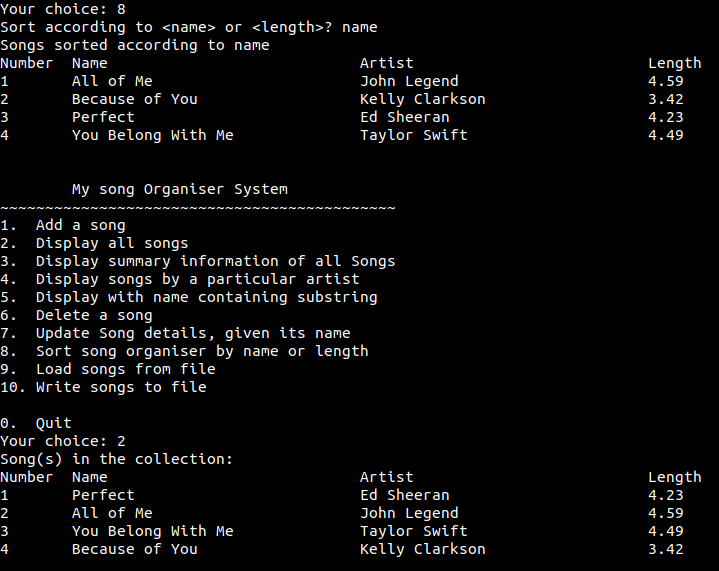 Your choice: 8
Sort according to <name> or <length>? name
Songs sorted according to name
Number  Name                            Artist                          Length
1       All of Me                       John Legend                     4.59
2       Because of You                  Kelly Clarkson                  3.42
3       Perfect                         Ed Sheeran                      4.23
4       You Belong With Me              Taylor Swift                    4.49
        My song Organiser System
~~~~~~~~~~~~~~~~~~~~~~~~~~~~~~~~~~~~~~~~~~~~
1.  Add a song
2.  Display all songs
3.  Display summary information of all Songs
4.  Display songs by a particular artist
5.  Display with name containing substring
6.  Delete a song
7.  Update Song details, given its name
8.  Sort song organiser by name or length
9.  Load songs from file
10. Write songs to file
0.  Quit
Your choice: 2
Song(s) in the collection:
Number  Name                            Artist                          Length
1       Perfect                         Ed Sheeran                      4.23
2       All of Me                       John Legend                     4.59
3       You Belong With Me              Taylor Swift                    4.49
4       Because of You                  Kelly Clarkson                  3.42